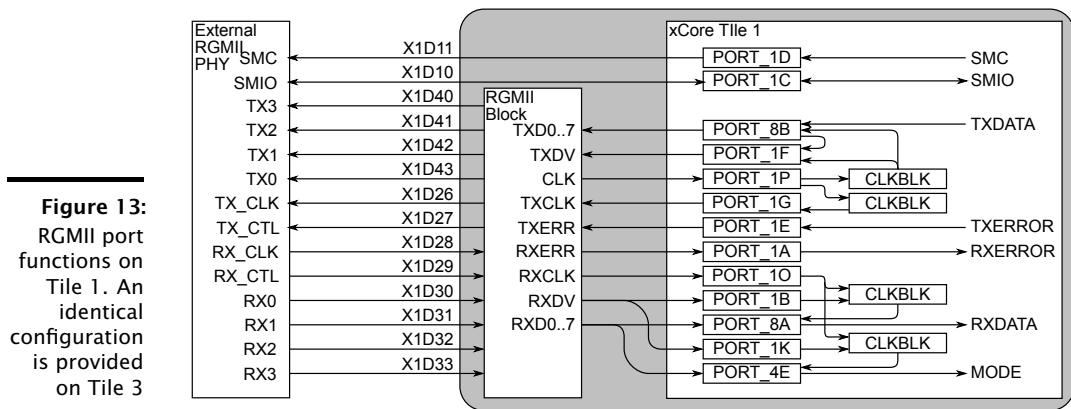 Figure 13:
RGMII port
functions on
Tile 1. An
identical
configuration
is provided
on Tile 3
External
RGMII
PHY
SMC
SMIO
TX3
TX2
TX1
TX0
TX_CLK
TX_CTL
RX_CLK
RX_CTL
RX0
RX1
RX2
RX3
X1D11
X1D10
X1D40
X1D41
X1D42
X1D43
X1D26
X1D27
X1D28
X1D29
X1D30
X1D31
X1D32
X1D33
RGMII
Block
TXD0..7
TXDV
CLK
TXCLK
TXERR
RXERR
RXCLK
RXDV
RXD0..7
xCore TIle 1
PORT_1D
PORT_1C
PORT_8B
PORT_1F
PORT_1P
PORT_1G
PORT_1E
PORT_1A
PORT_1O
PORT_1B
PORT_8A
PORT_1K
PORT_4E
CLKBLK
CLKBLK
CLKBLK
CLKBLK
SMC
SMIO
TXDATA
TXERROR
RXERROR
RXDATA
MODE